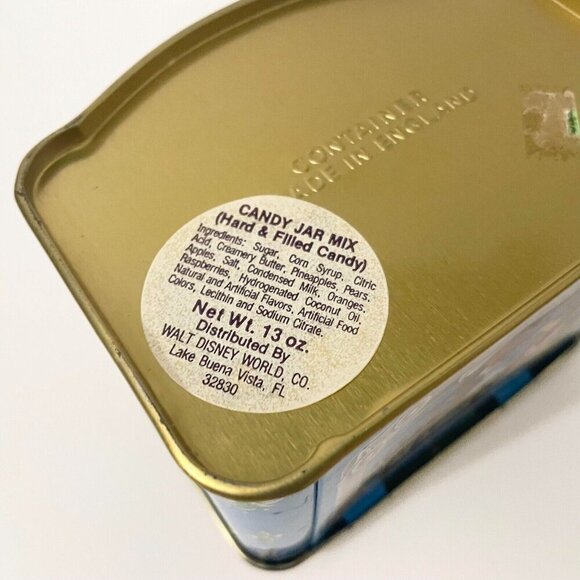 CONTAINER
MADE IN ENGLAND
CANDY JAR MIX
(Hard & Filled Candy)
Ingredients: Sugar, Corn Syrup, Citric
Acid, Creamery Butter, Pineapples, Pears,
Apples, Salt, Condensed Milk, Oranges,
Raspberries, Hydrogenated Coconut Oil,
Natural and Artificial Flavors, Artificial Food
Colors, Lecithin and Sodium Citrate.
Net Wt. 13 oz.
Distributed By
WALT DISNEY WORLD, CO.
Lake Buena Vista, FL
32830